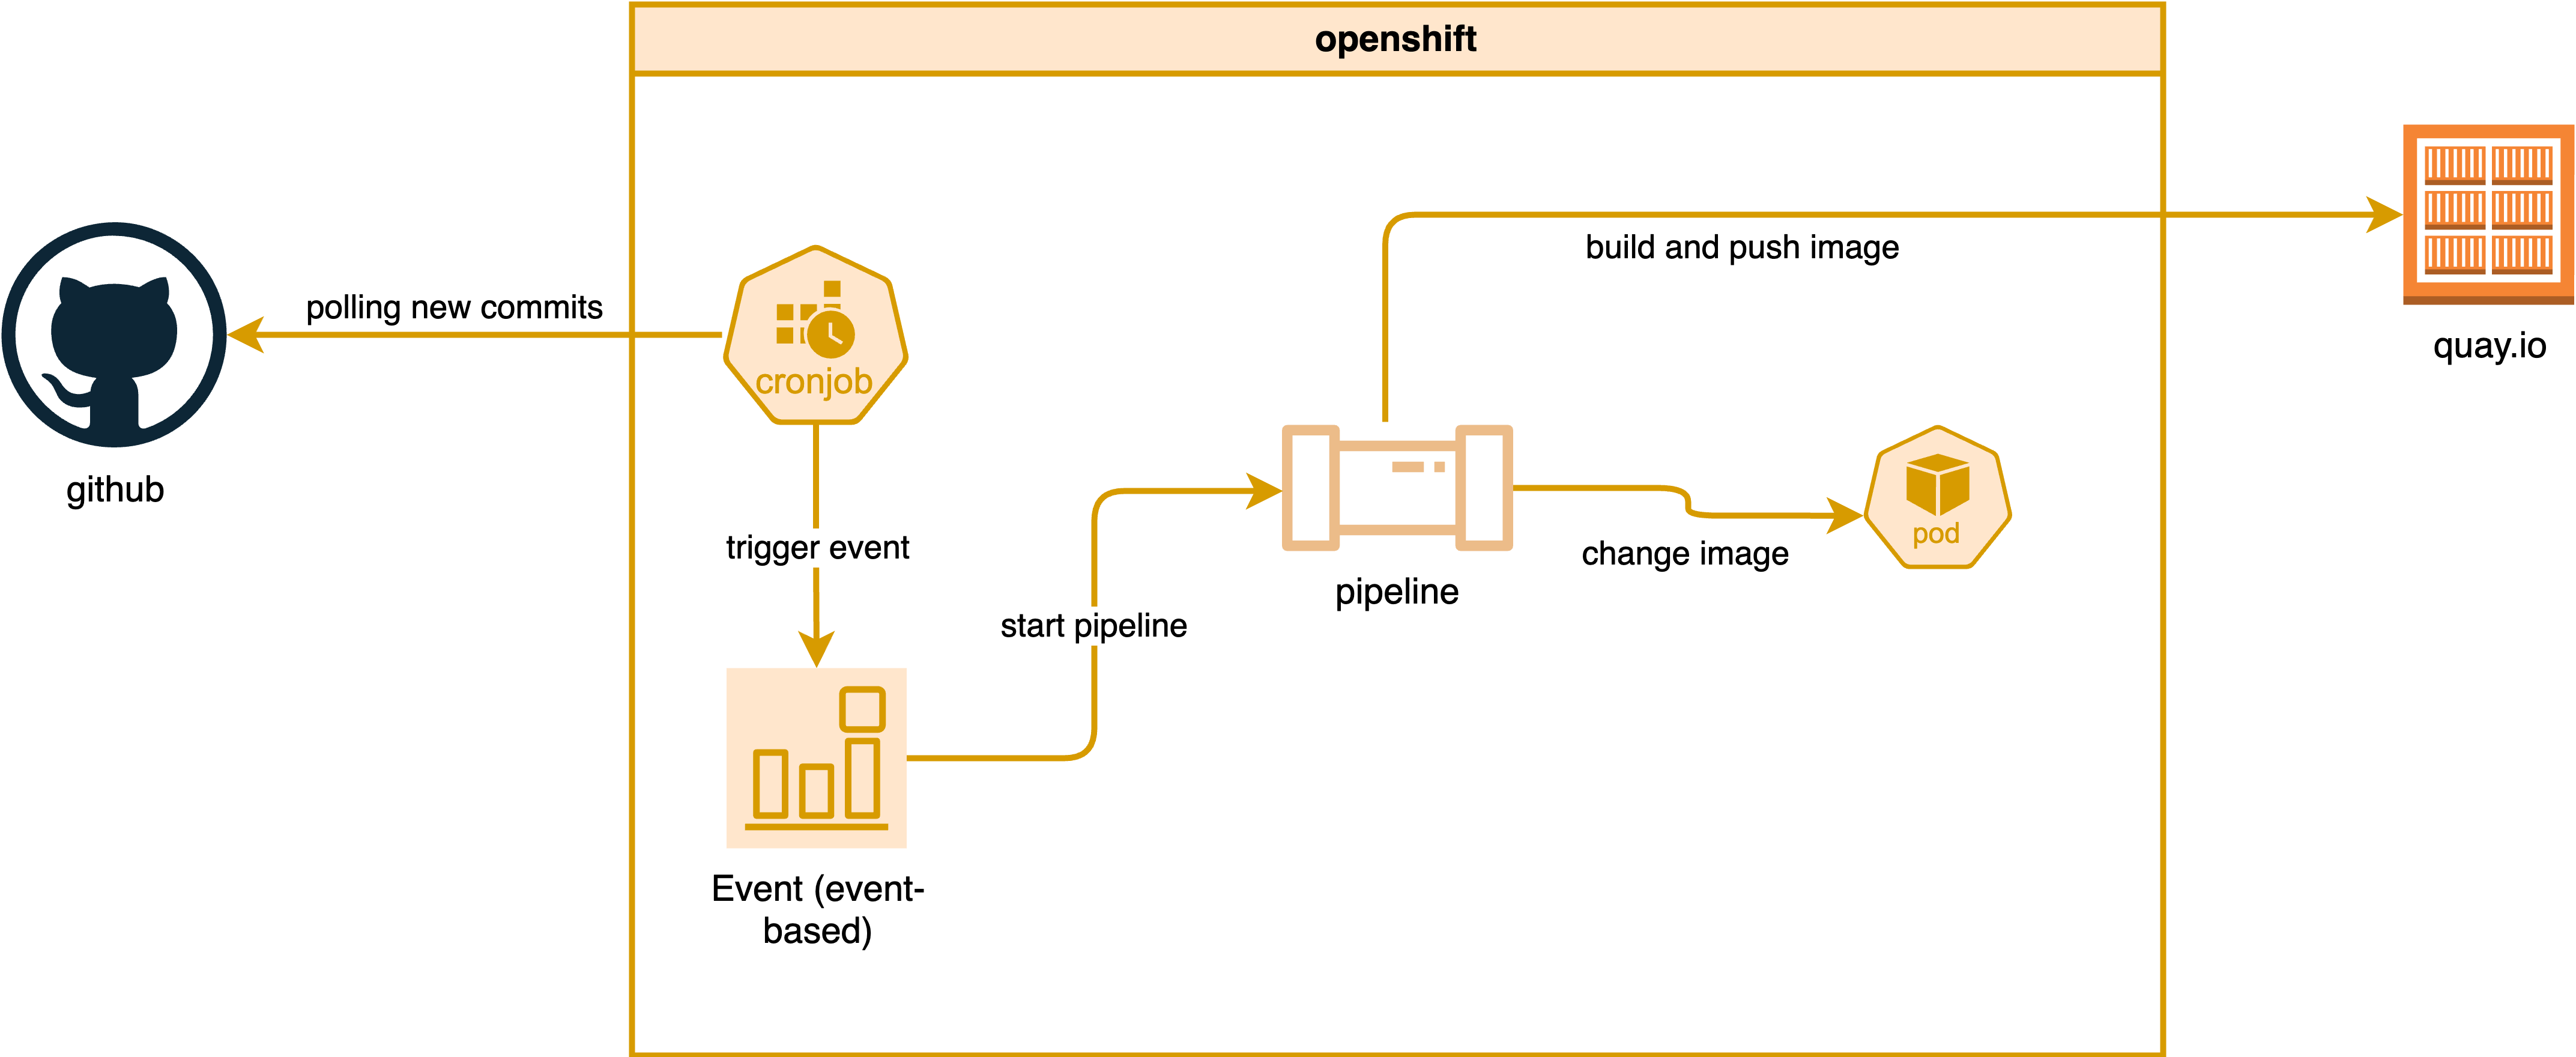 openshift
polling new commits
github
cronjob
trigger event
Event (event-
based)
start pipeline
pipeline
build and push image
change image
pod
quay.io